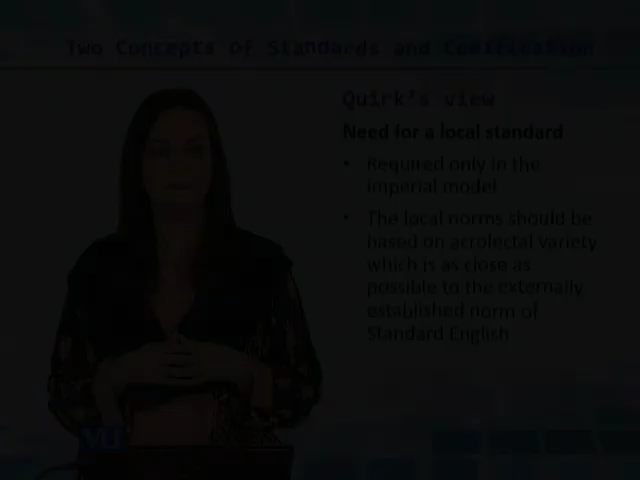 Two Concepts of Standards and Codification
Quirk's view
Need for a local standard
• Required only in the
imperial model
• The local norms should be
based on acrolectal variety
which is as close as
possible to the externally
established norm of
Standard English
VU